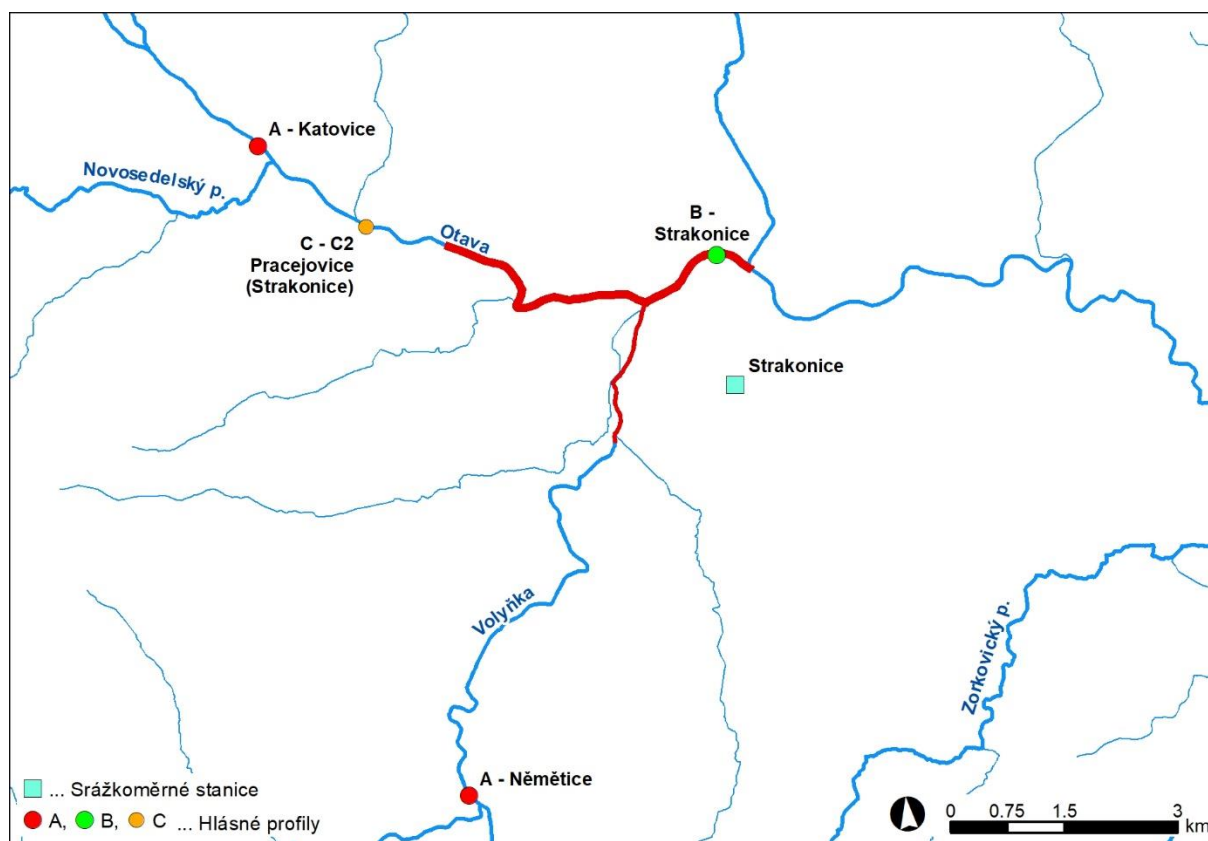 A - Katovice
Novosedelský p.
C - C2
Pracejovice
(Strakonice)
Otava
B -
Strakonice
Strakonice
Volyňka
Zorkovický p.
A - Němětice
... Srážkoměrné stanice
A, B, C ... Hlásné profily
0 0.75 1.5 3
km